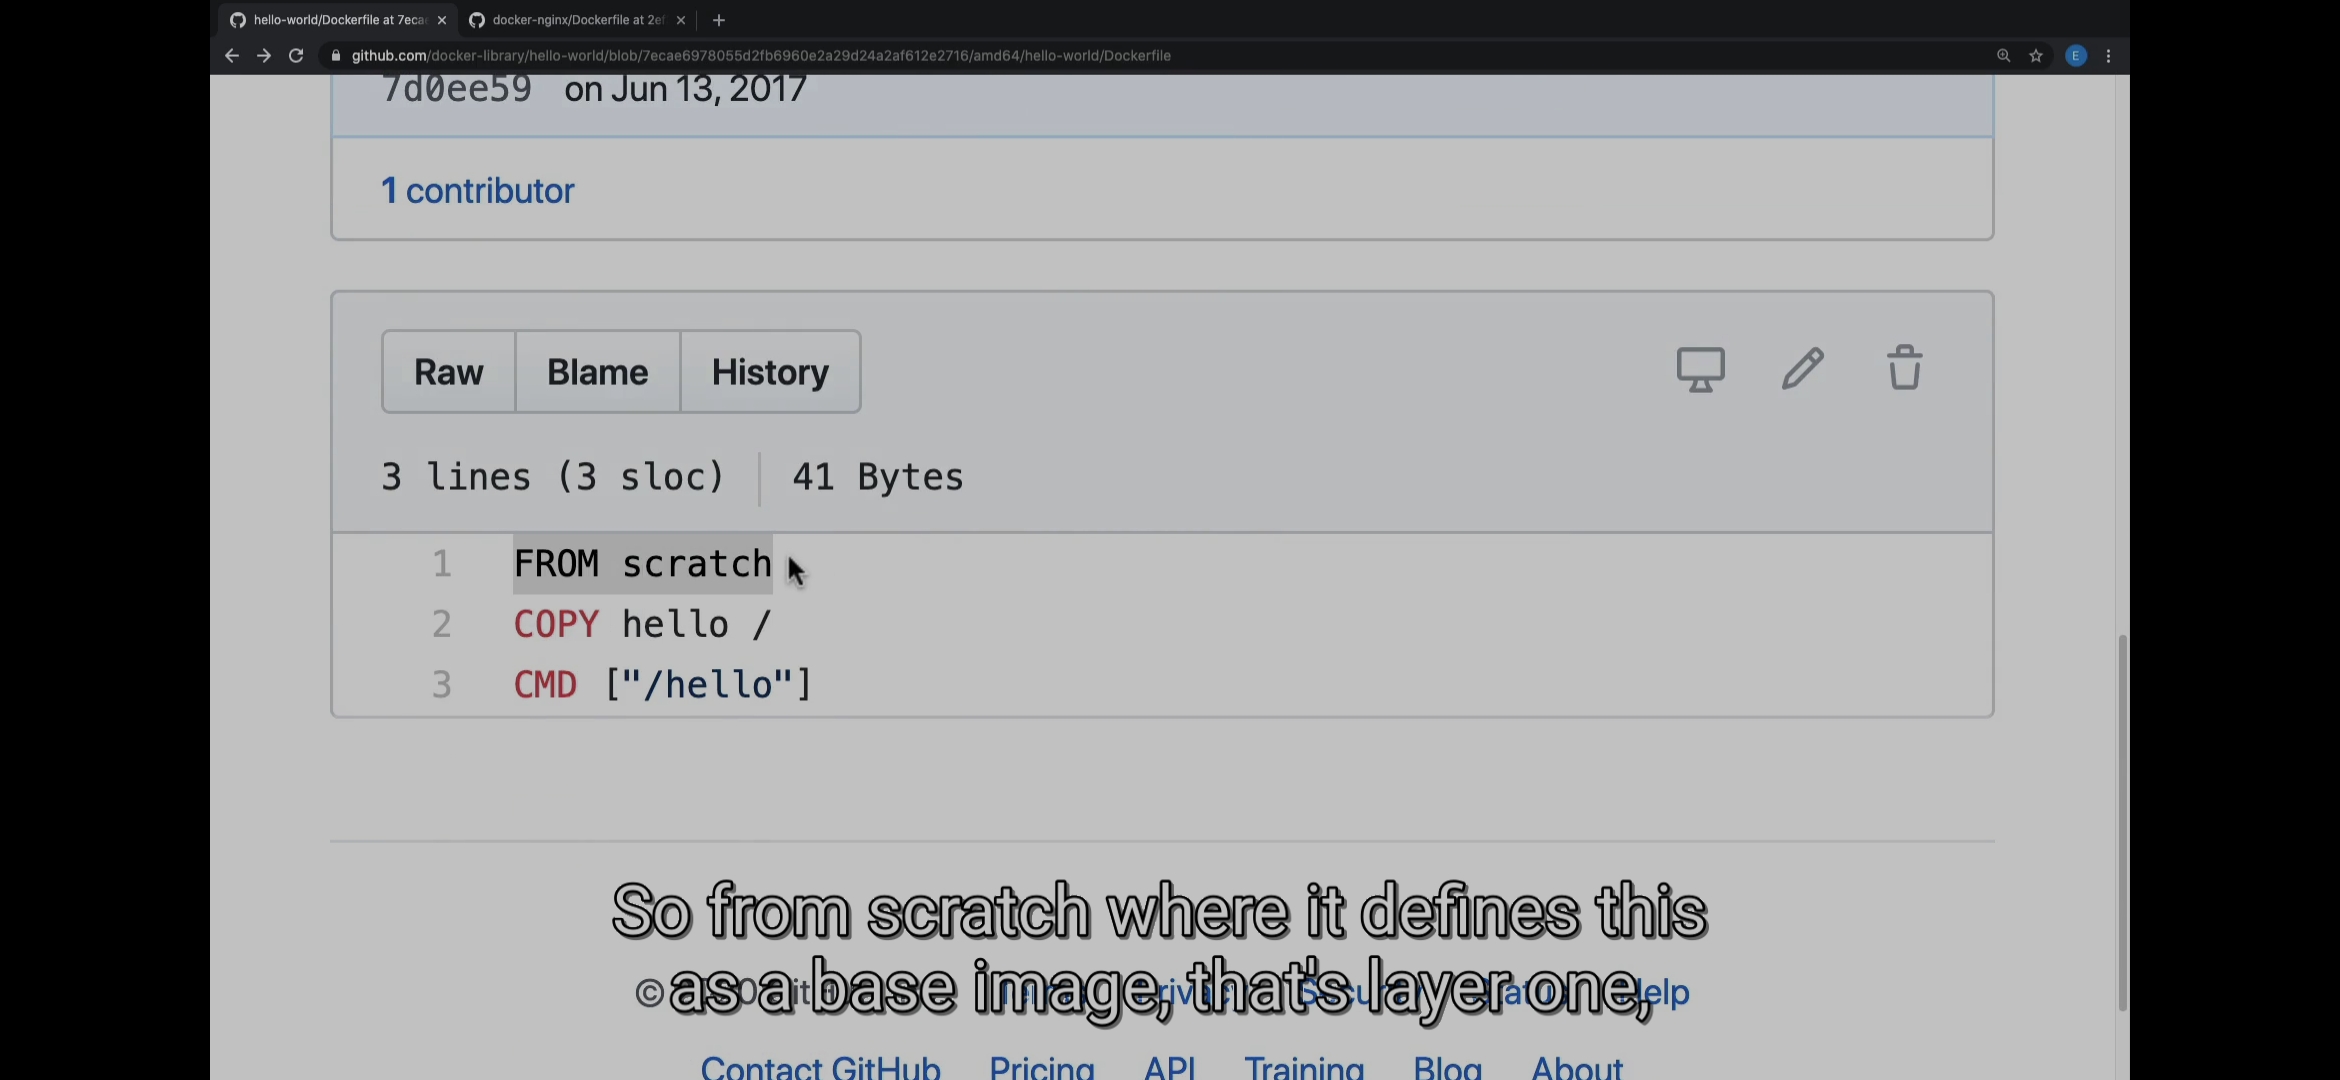 hello-world/Dockerfile at 7eca
docker-nginx/Dockerfile at 2ef
github.com/docker-library/hello-world/blob/7ecae6978055d2fb6960e2a29d24a2af612e2716/amd64/hello-world/Dockerfile
E
7d0ee59 on Jun 13, 2017
1 contributor
Raw Blame History
3 lines (3 sloc) 41 Bytes
1 FROM scratch
2 COPY hello /
3 CMD ["/hello"]
So from scratch where it defines this
as a base image, that's layer one,
Contact GitHub Pricing API Training Blog About